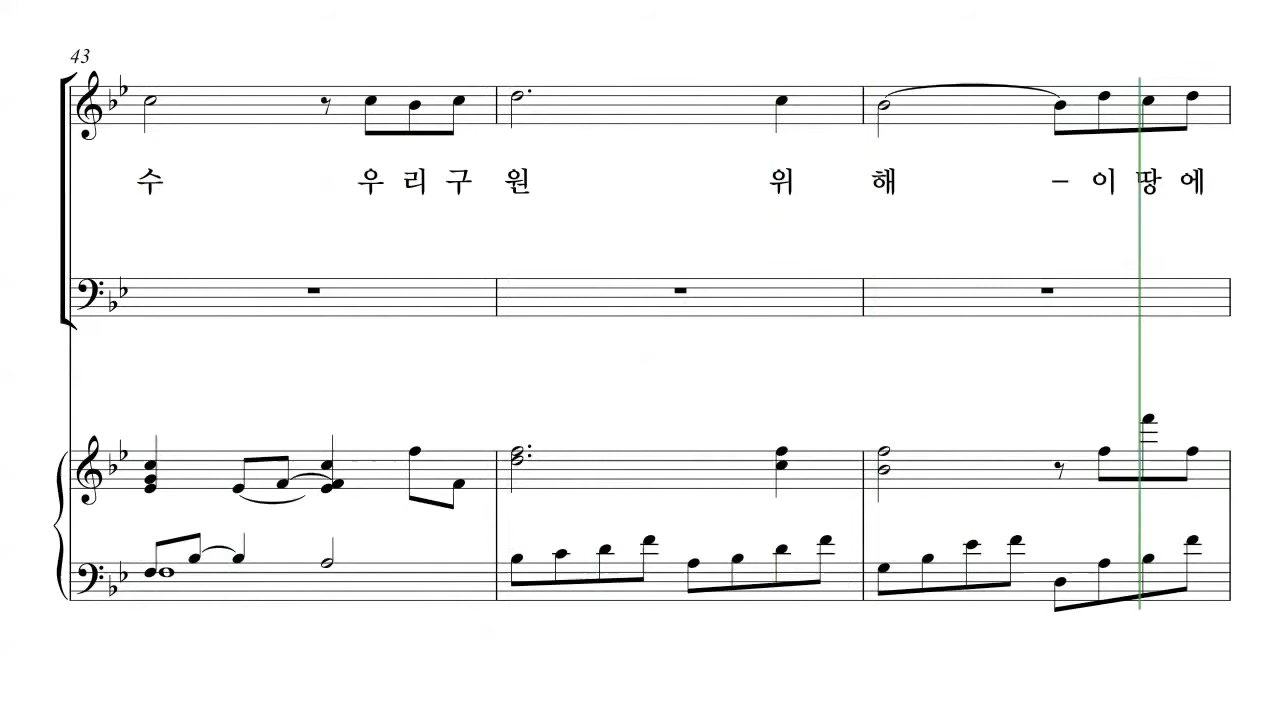 43
수 우 리 구 원 위 해 – 이 땅 에